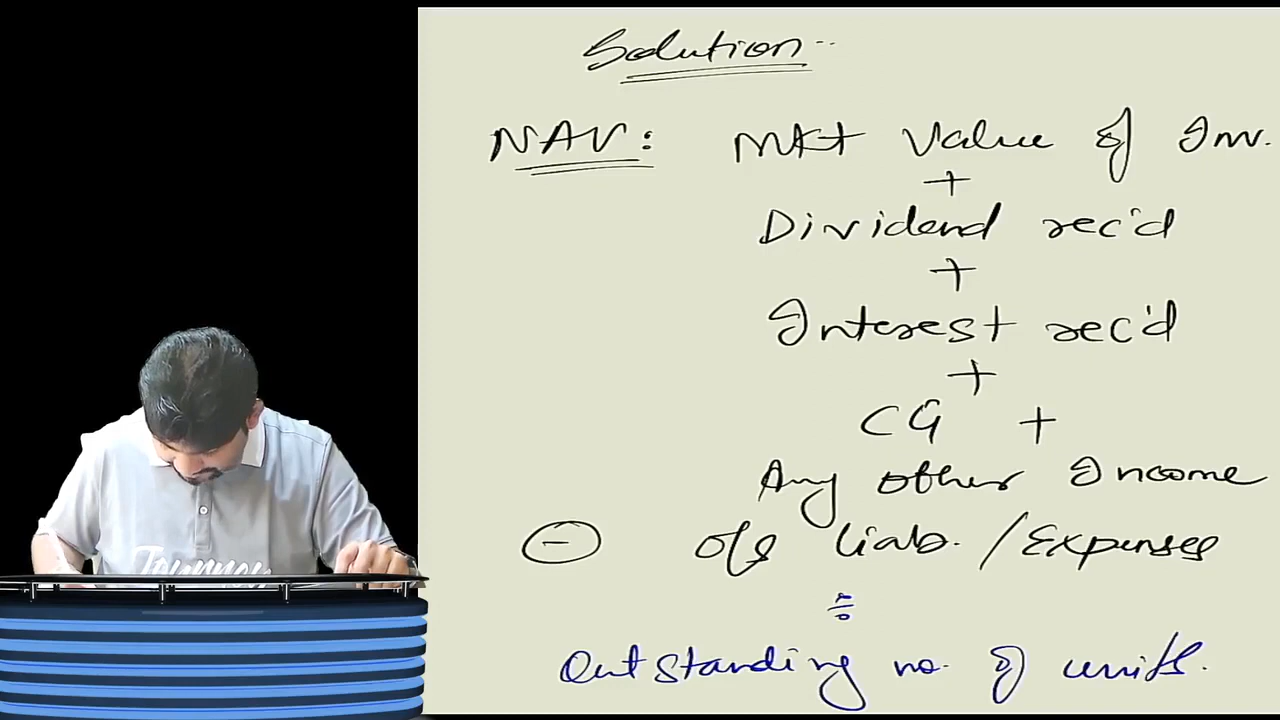 Solution..
NAV: Mkt Value of Inv.
+
Dividend rec'd
+
Interest rec'd
+
CG +
Any other Income
(-) o/s liab. / Expenses
÷
Outstanding no. of units.
Journey